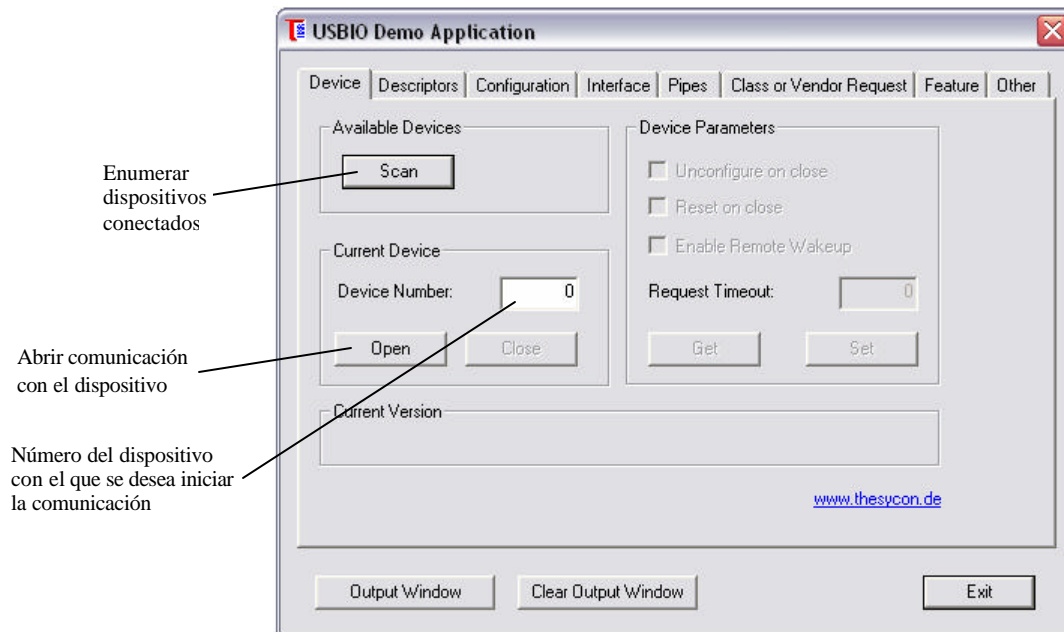 USBIO Demo Application
Device Descriptors Configuration Interface Pipes Class or Vendor Request Feature Other
Available Devices
Scan
Device Parameters
Unconfigure on close
Reset on close
Enable Remote Wakeup
Request Timeout: 0
Get Set
Current Device
Device Number: 0
Open Close
Current Version
www.thesycon.de
Output Window Clear Output Window Exit
Enumerar
dispositivos
conectados
Abrir comunicación
con el dispositivo
Número del dispositivo
con el que se desea iniciar
la comunicación